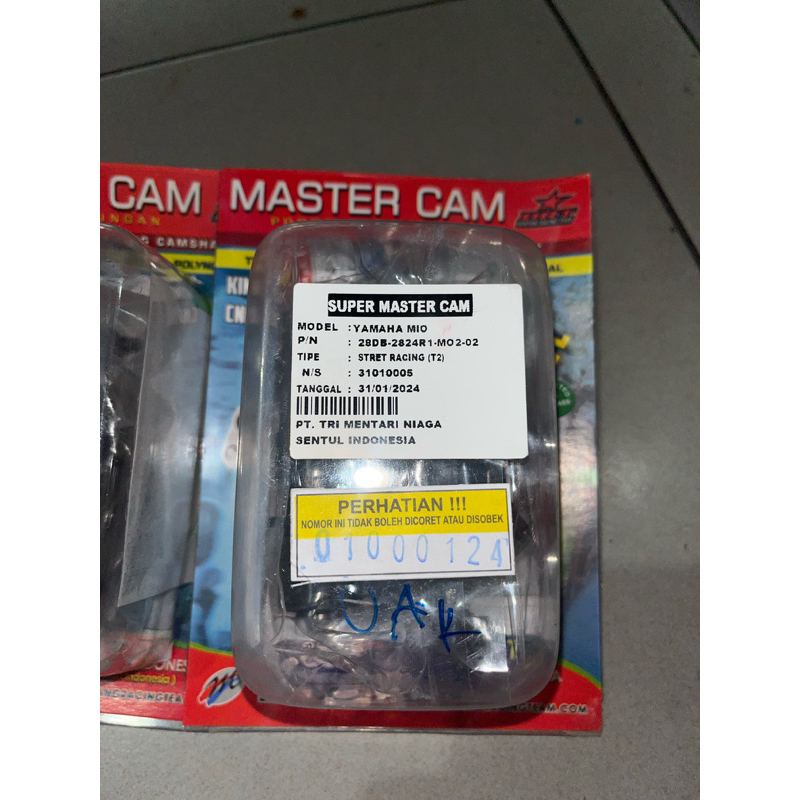 CAM
INGAN
G CAMSHA
MASTER CAM
SUPER MASTER CAM
MODEL : YAMAHA MIO
P/N : 28DB-2824R1-MO2-02
TIPE : STRET RACING (T2)
N/S : 31010005
TANGGAL : 31/01/2024
PT. TRI MENTARI NIAGA
SENTUL INDONESIA
PERHATIAN !!!
NOMOR INI TIDAK BOLEH DICORET ATAU DISOBEK
01000124
UAK